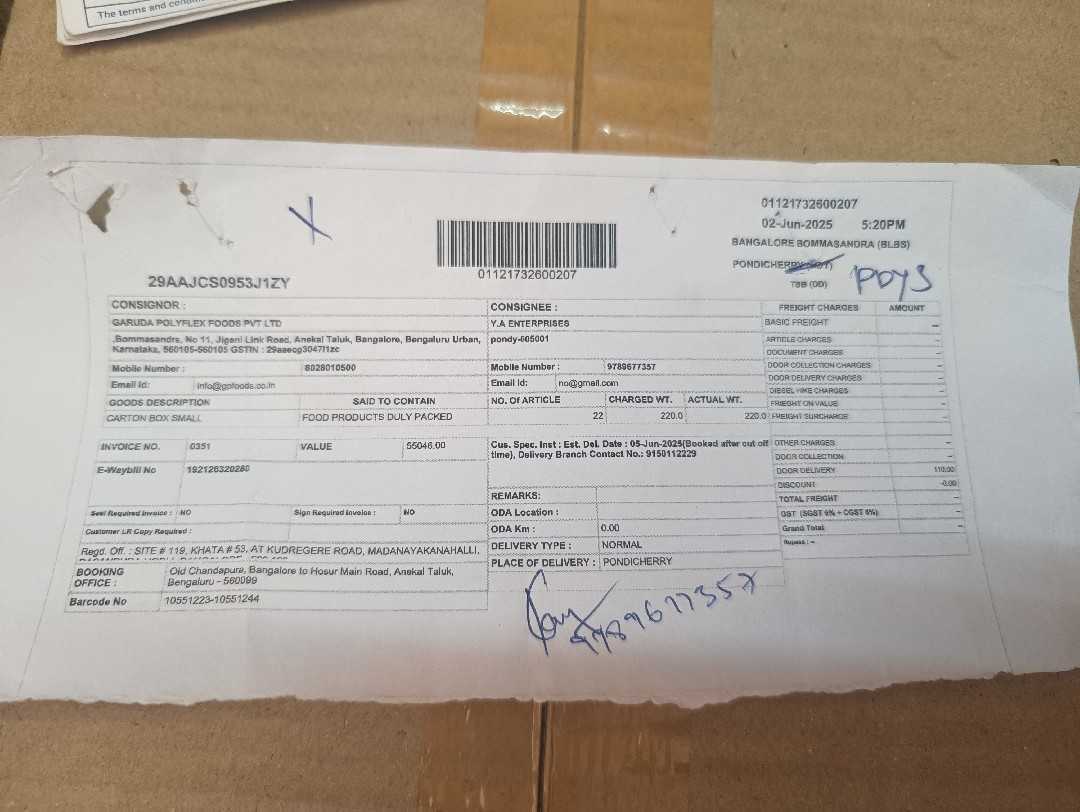 The terms and
X
01121732600207
02-Jun-2025 5:20PM
BANGALORE BOMMASANDRA (BLBS)
PONDICHERRY
PDYS
TBB (DD)
01121732600207
29AAJCS0953J1ZY
CONSIGNOR :
GARUDA POLYFLEX FOODS PVT LTD
,Bommasandra, No 11, Jigani Link Road, Anekal Taluk, Bangalore, Bengaluru Urban,
Karnataka, 560105-560105 GSTIN : 29aaecg3047l1zc
Mobile Number : 8028010500
Email Id: info@gpfoods.co.in
GOODS DESCRIPTION SAID TO CONTAIN
CARTON BOX SMALL FOOD PRODUCTS DULY PACKED
INVOICE NO. 0351 VALUE 55046.00
E-Waybill No 192126320280
Seal Required Invoice : NO Sign Required Invoice : NO
Customer LR Copy Required :
Regd. Off. : SITE # 119, KHATA # 53, AT KUDREGERE ROAD, MADANAYAKANAHALLI,
BOOKING OFFICE : Old Chandapura, Bangalore to Hosur Main Road, Anekal Taluk,
Bengaluru - 560099
Barcode No 10551223-10551244
CONSIGNEE :
Y.A ENTERPRISES
pondy-605001
Mobile Number : 9789677357
Email Id: no@gmail.com
NO. OF ARTICLE CHARGED WT. ACTUAL WT.
22 220.0 220.0
Cus. Spec. Inst : Est. Del. Date : 05-Jun-2025(Booked after cut off
time), Delivery Branch Contact No.: 9150112229
REMARKS:
ODA Location :
ODA Km : 0.00
DELIVERY TYPE : NORMAL
PLACE OF DELIVERY : PONDICHERRY
9789677357
FREIGHT CHARGES AMOUNT
BASIC FREIGHT --
ARTICLE CHARGES --
DOCUMENT CHARGES --
DOOR COLLECTION CHARGES --
DOOR DELIVERY CHARGES --
DIESEL HIKE CHARGES --
FREIGHT ON VALUE --
FREIGHT SURCHARGE --
OTHER CHARGES --
DOOR COLLECTION --
DOOR DELIVERY 110.00
DISCOUNT -0.00
TOTAL FREIGHT --
GST (SGST 6% + CGST 6%) --
Grand Total --
Rupees : --